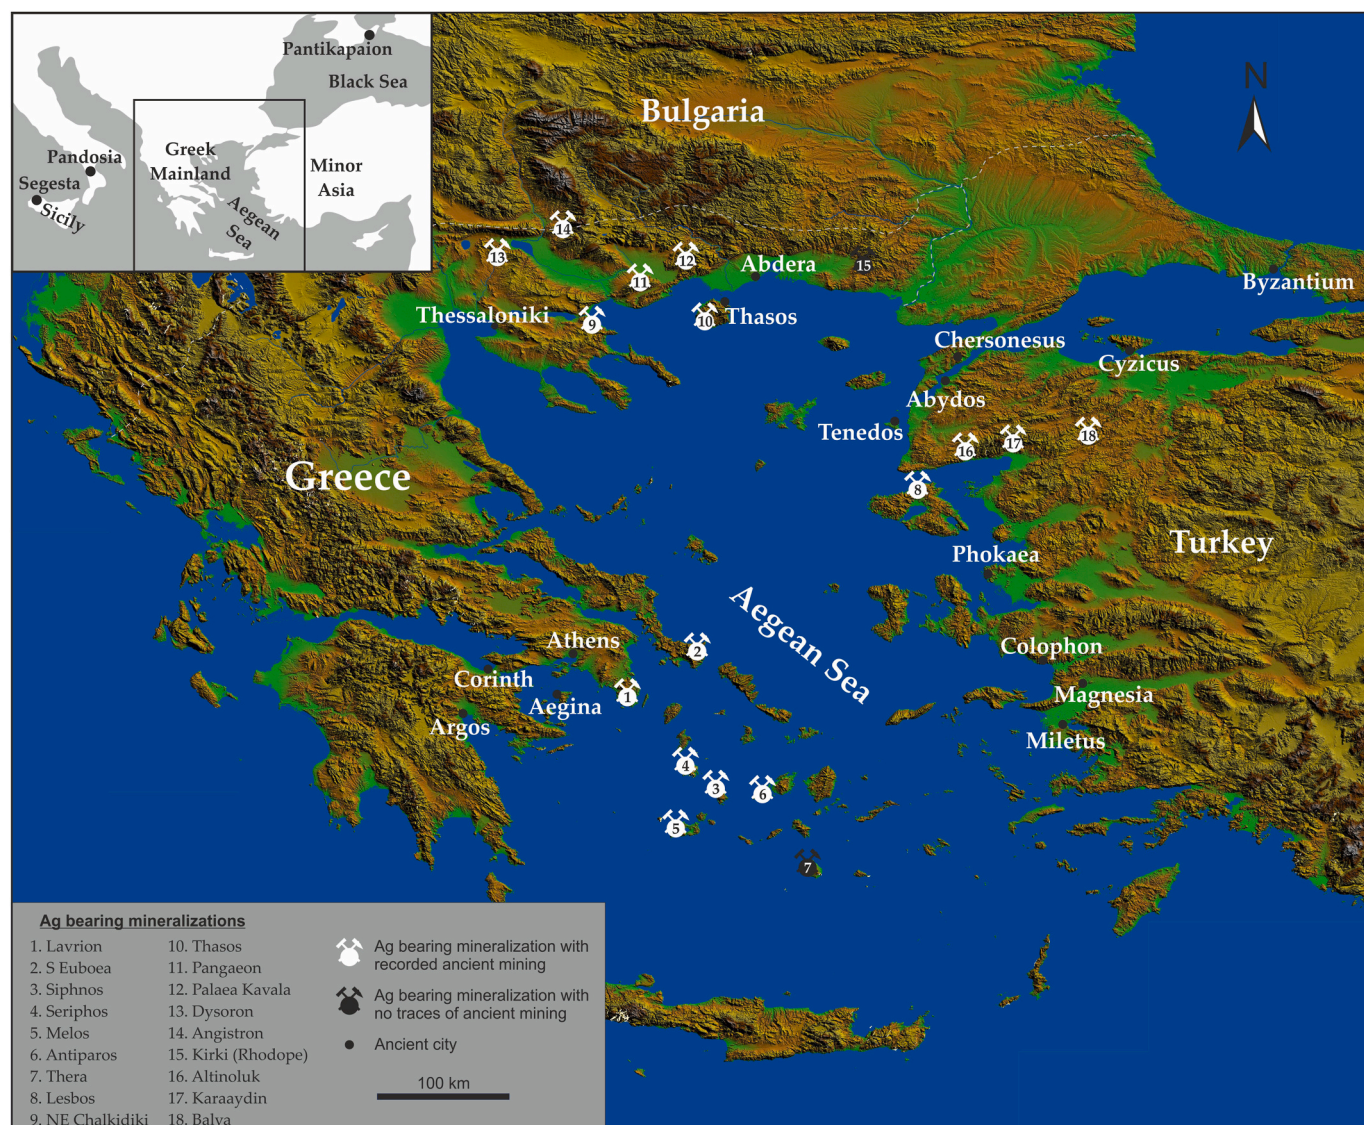 Pantikapaion
Black Sea
Pandosia
Segesta
Sicily
Greek
Mainland
Aegean
Sea
Minor
Asia
Bulgaria
N
14
13
12
11
10
9
15
Abdera
Thessaloniki
Thasos
Byzantium
Chersonesus
Cyzicus
Abydos
Tenedos
16
17
18
8
Greece
Turkey
Phokaea
Aegean Sea
Athens
2
Colophon
Corinth
1
Aegina
Magnesia
Argos
Miletus
4
3
6
5
7
Ag bearing mineralizations
1. Lavrion
2. S Euboea
3. Siphnos
4. Seriphos
5. Melos
6. Antiparos
7. Thera
8. Lesbos
9. NE Chalkidiki
10. Thasos
11. Pangaeon
12. Palaea Kavala
13. Dysoron
14. Angistron
15. Kirki (Rhodope)
16. Altinoluk
17. Karaaydin
18. Balya
Ag bearing mineralization with
recorded ancient mining
Ag bearing mineralization with
no traces of ancient mining
Ancient city
100 km